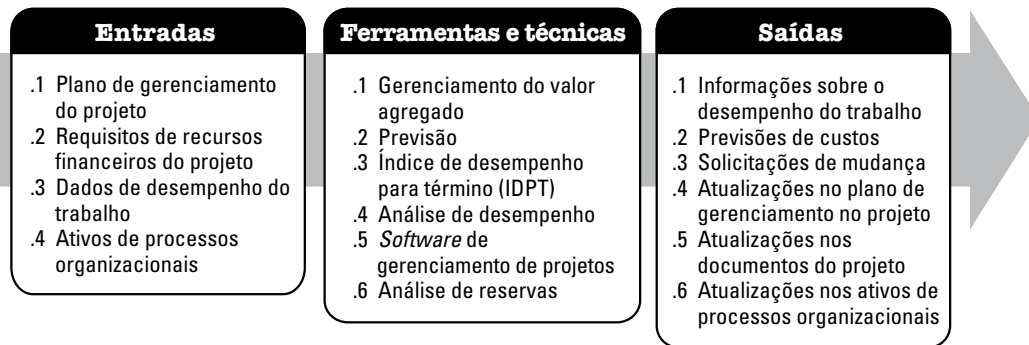 Entradas
.1 Plano de gerenciamento
do projeto
.2 Requisitos de recursos
financeiros do projeto
.3 Dados de desempenho do
trabalho
.4 Ativos de processos
organizacionais
Ferramentas e técnicas
.1 Gerenciamento do valor
agregado
.2 Previsão
.3 Índice de desempenho
para término (IDPT)
.4 Análise de desempenho
.5 Software de
gerenciamento de projetos
.6 Análise de reservas
Saídas
.1 Informações sobre o
desempenho do trabalho
.2 Previsões de custos
.3 Solicitações de mudança
.4 Atualizações no plano de
gerenciamento no projeto
.5 Atualizações nos
documentos do projeto
.6 Atualizações nos ativos de
processos organizacionais